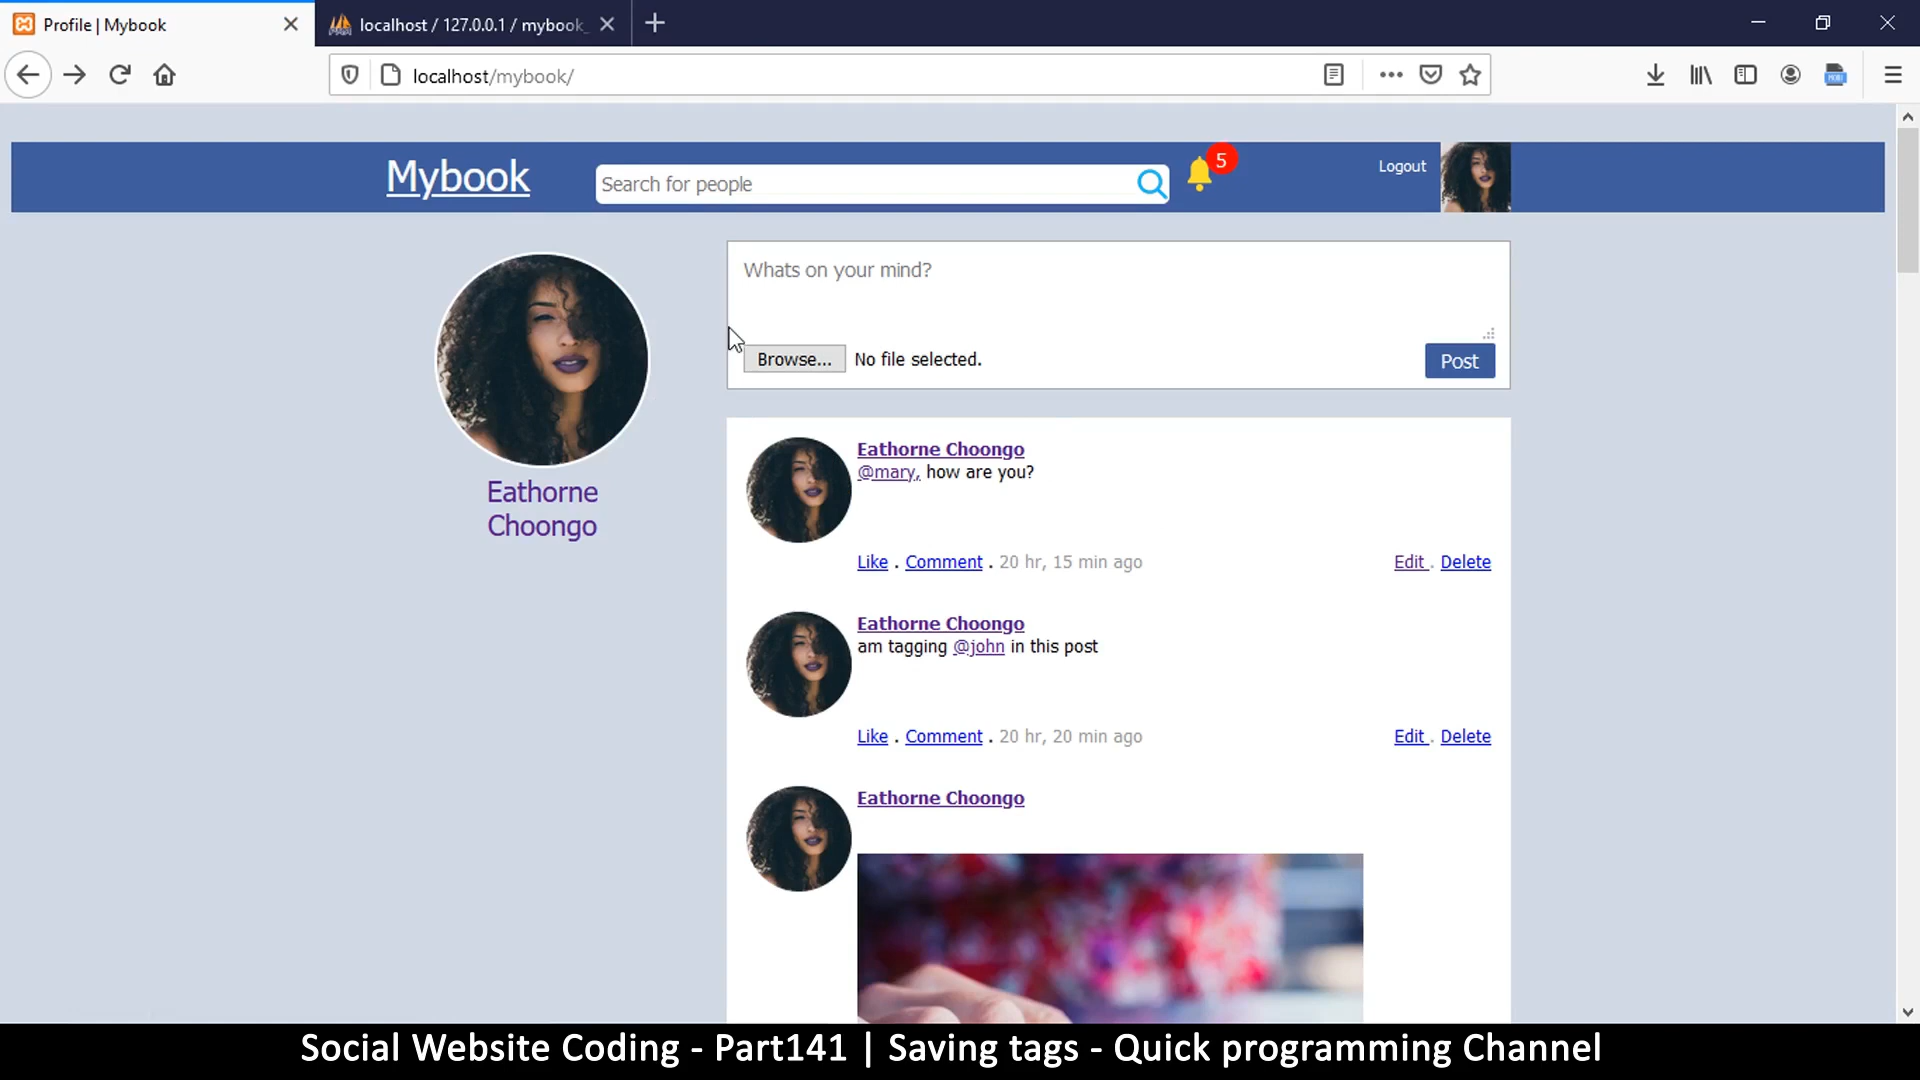 Profile | Mybook
localhost / 127.0.0.1 / mybook_
localhost/mybook/
Mybook
Search for people
5
Logout
Whats on your mind?
Browse...
No file selected.
Post
Eathorne
Choongo
Eathorne Choongo
@mary, how are you?
Like . Comment . 20 hr, 15 min ago
Edit . Delete
Eathorne Choongo
am tagging @john in this post
Like . Comment . 20 hr, 20 min ago
Edit . Delete
Eathorne Choongo
Social Website Coding - Part141 | Saving tags - Quick programming Channel